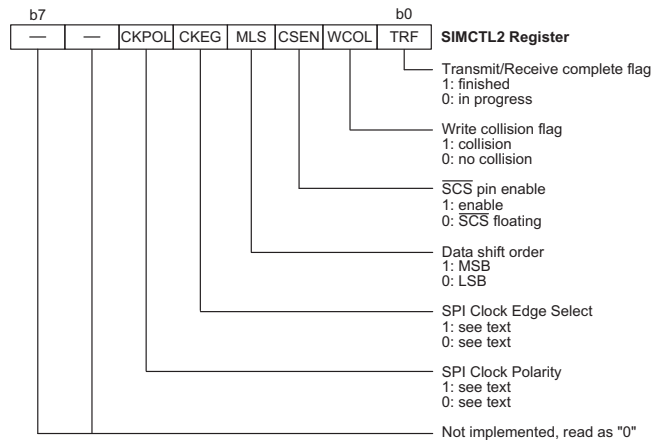 b7 b0
— — CKPOL CKEG MLS CSEN WCOL TRF SIMCTL2 Register
Transmit/Receive complete flag
1: finished
0: in progress
Write collision flag
1: collision
0: no collision
SCS pin enable
1: enable
0: SCS floating
Data shift order
1: MSB
0: LSB
SPI Clock Edge Select
1: see text
0: see text
SPI Clock Polarity
1: see text
0: see text
Not implemented, read as "0"